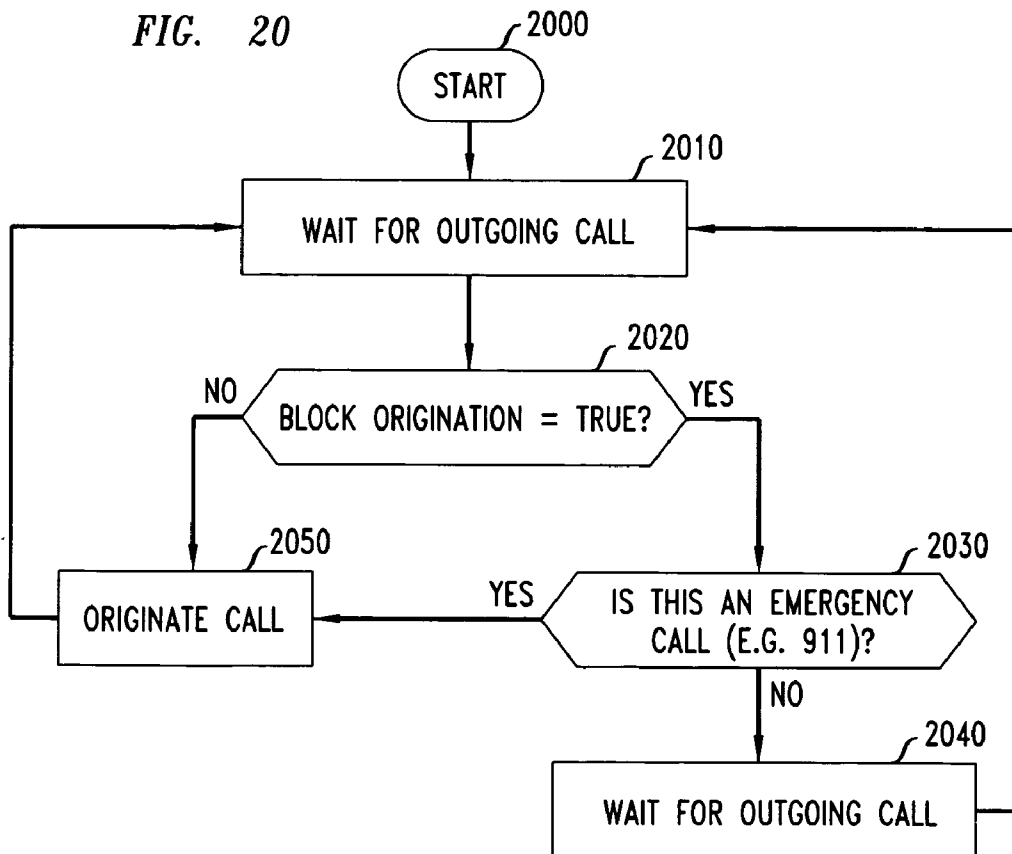 FIG. 20
2000
START
2010
WAIT FOR OUTGOING CALL
2020
NO
BLOCK ORIGINATION = TRUE?
YES
2050
ORIGINATE CALL
2030
YES
IS THIS AN EMERGENCY
CALL (E.G. 911)?
NO
2040
WAIT FOR OUTGOING CALL